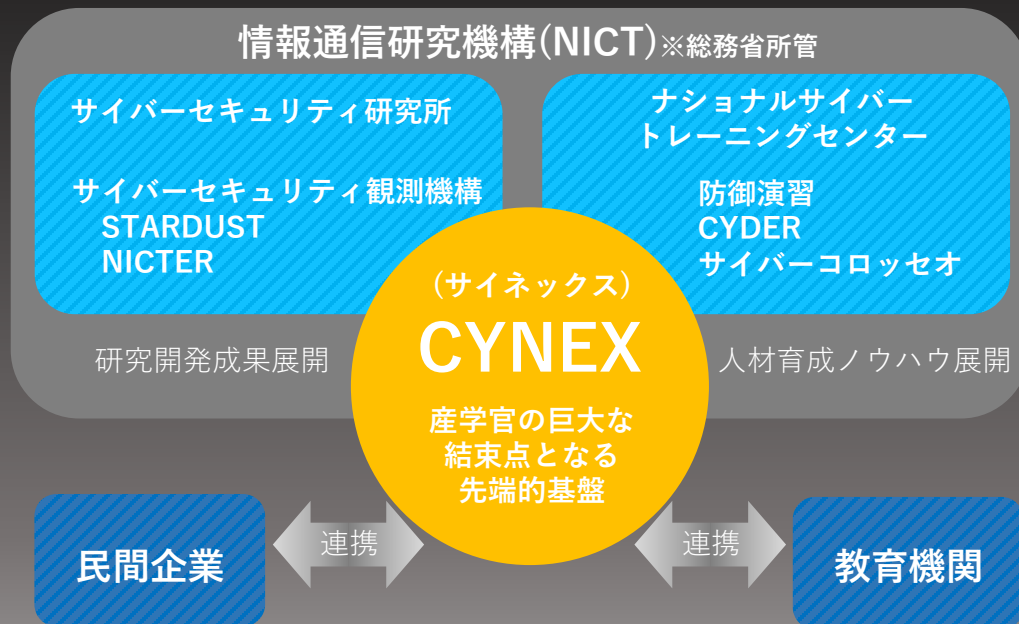 情報通信研究機構(NICT)※総務省所管
サイバーセキュリティ研究所
サイバーセキュリティ観測機構
STARDUST
NICTER
ナショナルサイバー
トレーニングセンター
防御演習
CYDER
サイバーコロッセオ
(サイネックス)
CYNEX
産学官の巨大な
結束点となる
先端的基盤
研究開発成果展開
人材育成ノウハウ展開
民間企業
連携
連携
教育機関